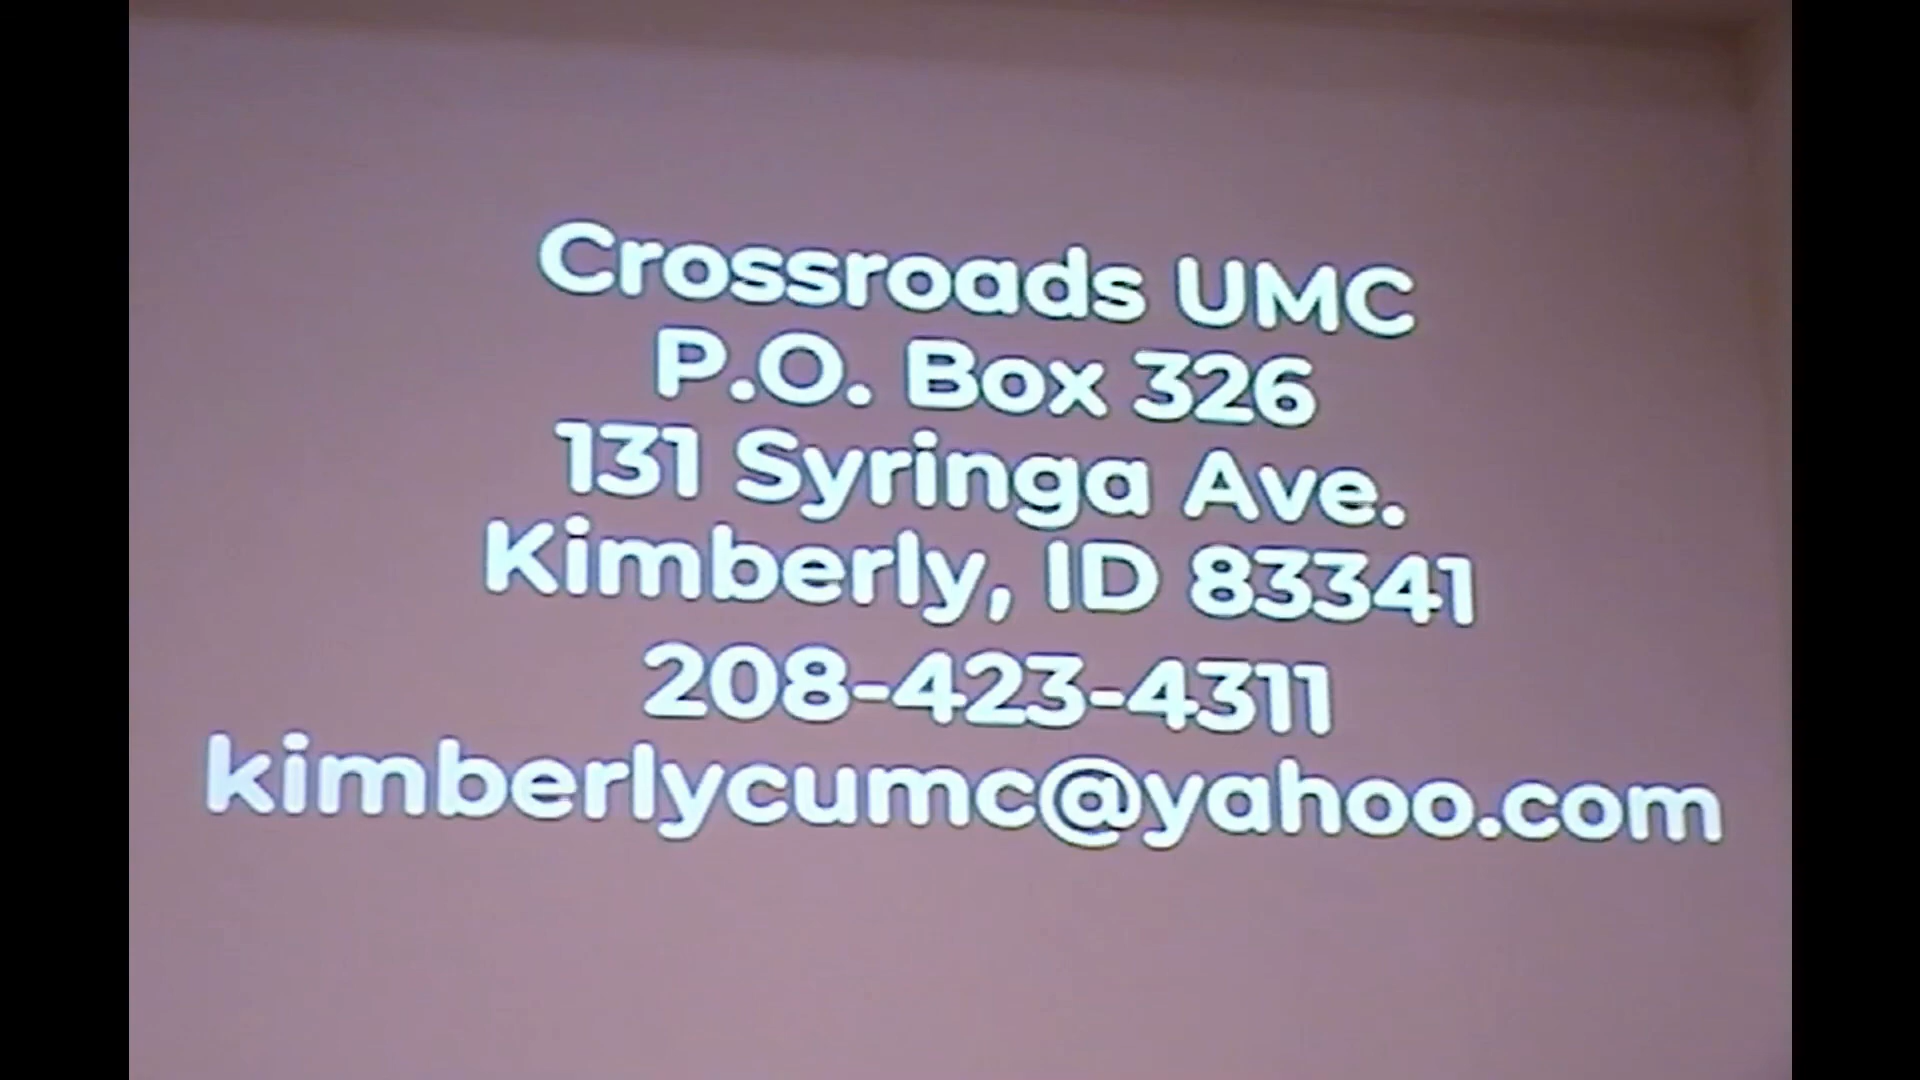 Crossroads UMC
P.O. Box 326
131 Syringa Ave.
Kimberly, ID 83341
208-423-4311
kimberlycumc@yahoo.com